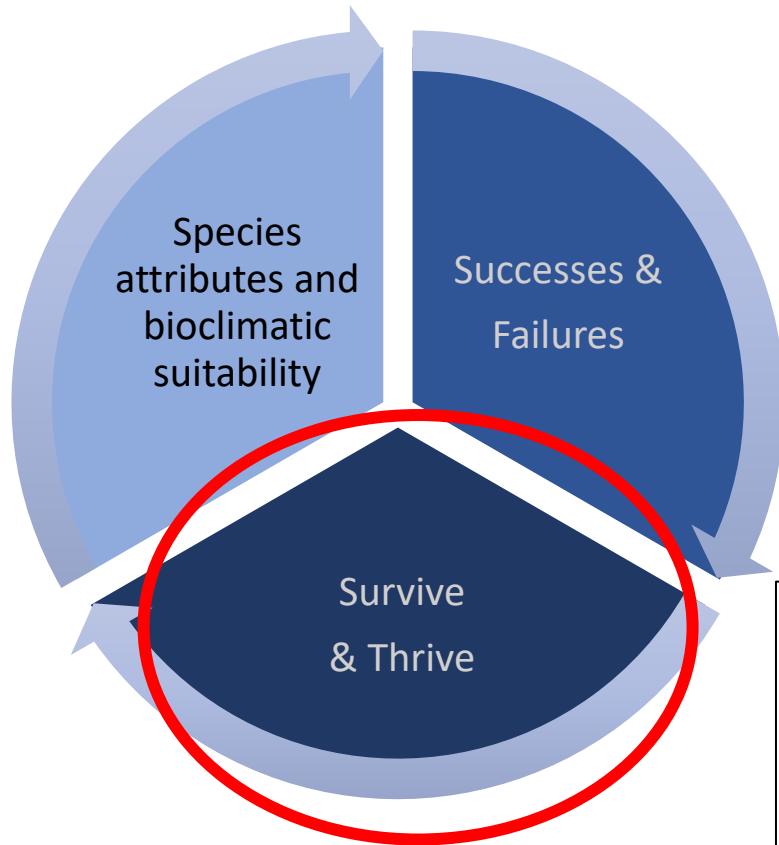 Species
attributes and
bioclimatic
suitability
Successes &
Failures
Survive
& Thrive